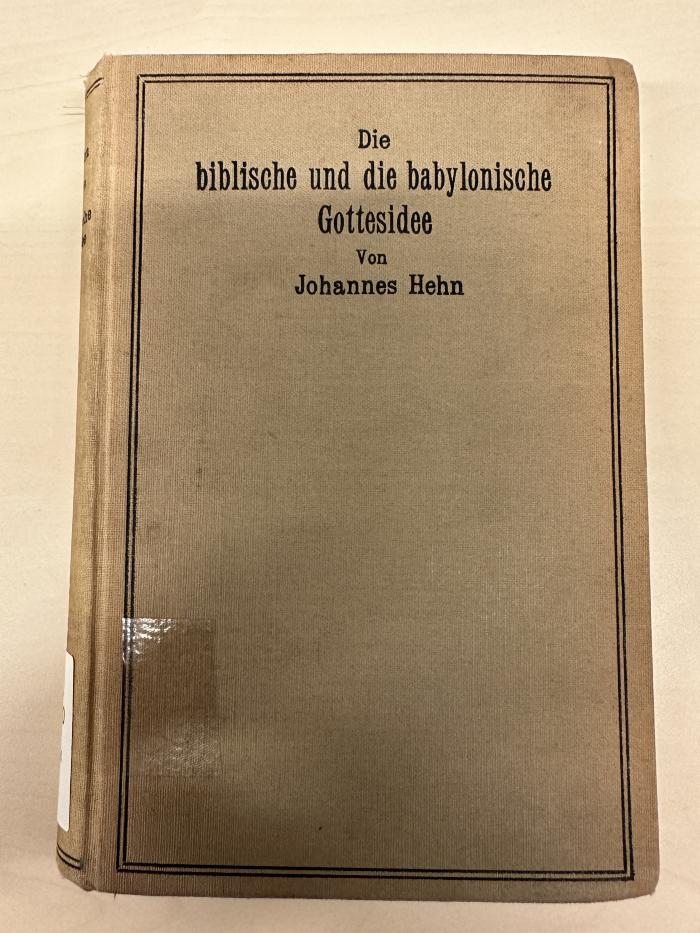 Die
biblische und die babylonische
Gottesidee
Von
Johannes Hehn